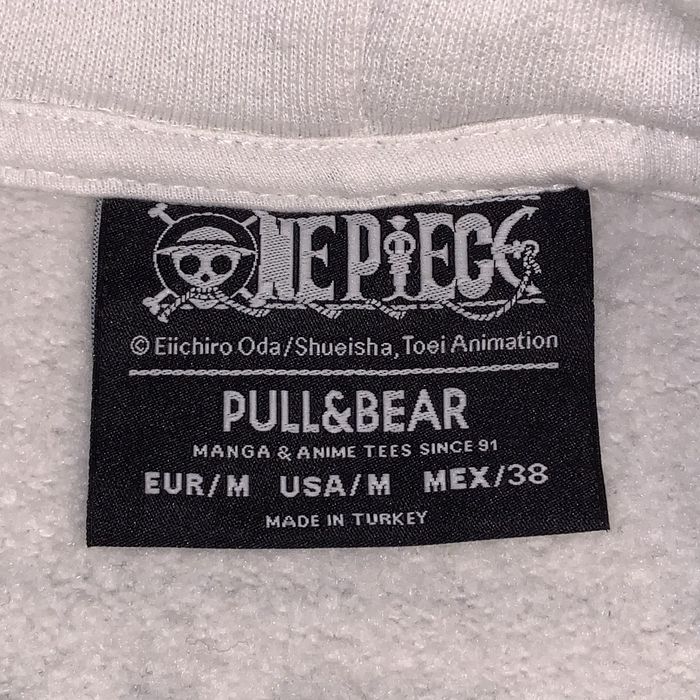 ONE PIECE
© Eiichiro Oda/Shueisha, Toei Animation
PULL&BEAR
MANGA & ANIME TEES SINCE 91
EUR/M USA/M MEX/38
MADE IN TURKEY